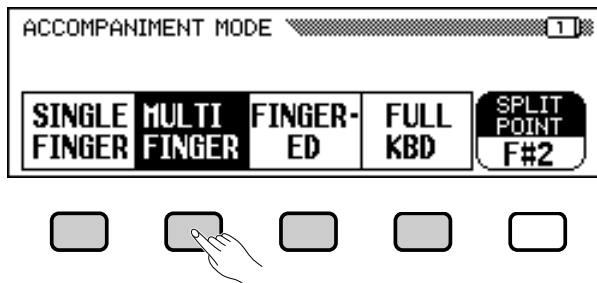 ACCOMPANIMENT MODE 1
SINGLE FINGER
MULTI FINGER
FINGER-
ED
FULL KBD
SPLIT POINT
F#2